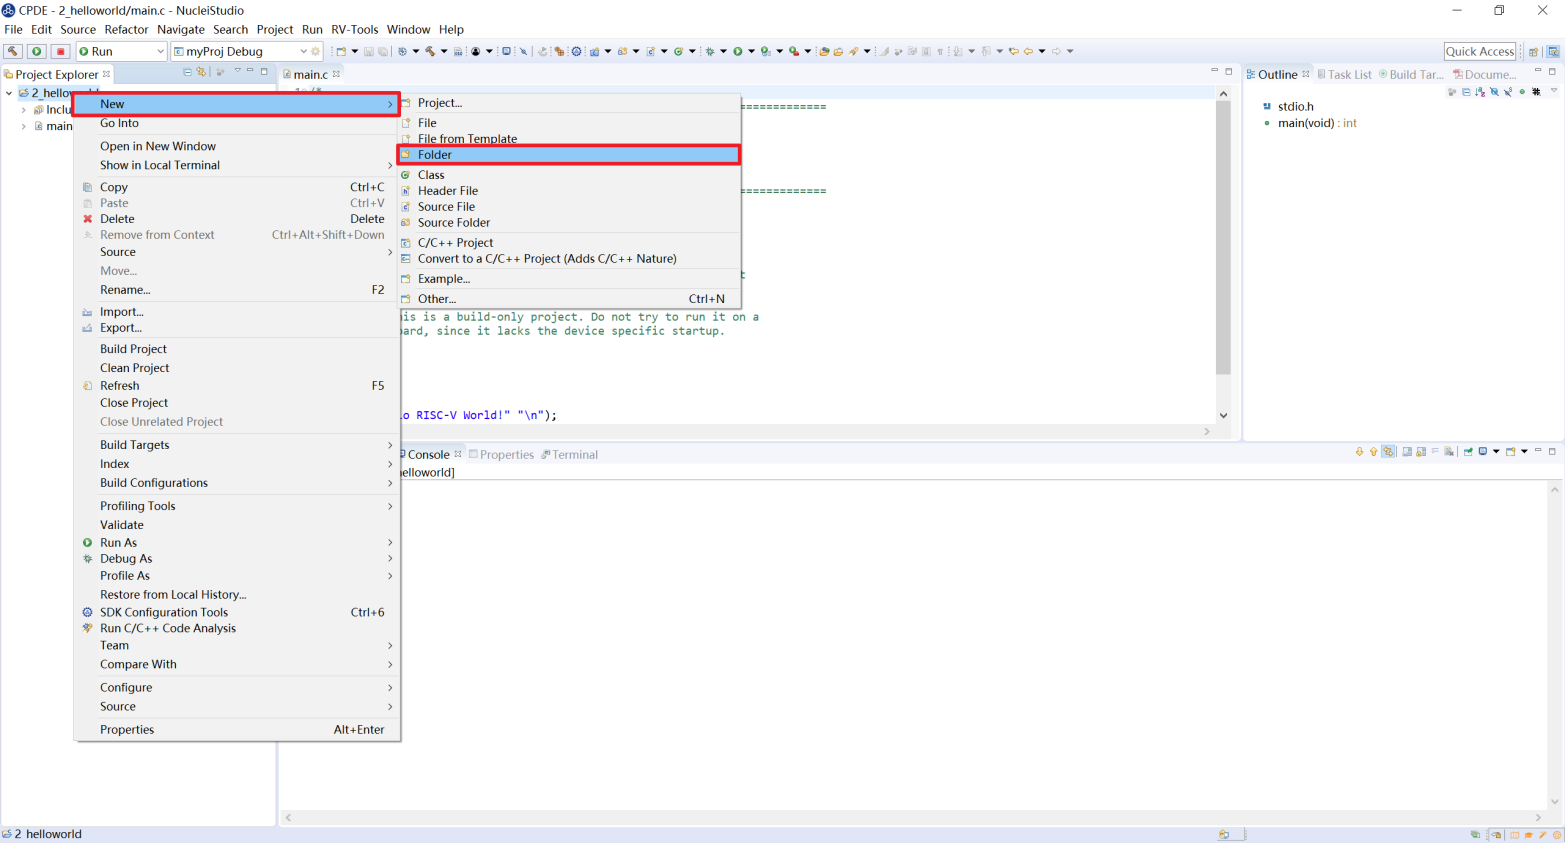 CPDE - 2_helloworld/main.c - NucleiStudio
File Edit Source Refactor Navigate Search Project Run RV-Tools Window Help
Run
myProj Debug
Quick Access
Project Explorer
2_hellow
Inclu
main
New
Go Into
Open in New Window
Show in Local Terminal
Copy Ctrl+C
Paste Ctrl+V
Delete Delete
Remove from Context Ctrl+Alt+Shift+Down
Source
Move...
Rename... F2
Import...
Export...
Build Project
Clean Project
Refresh F5
Close Project
Close Unrelated Project
Build Targets
Index
Build Configurations
Profiling Tools
Validate
Run As
Debug As
Profile As
Restore from Local History...
SDK Configuration Tools Ctrl+6
Run C/C++ Code Analysis
Team
Compare With
Configure
Source
Properties Alt+Enter
Project...
File
File from Template
Folder
Class
Header File
Source File
Source Folder
C/C++ Project
Convert to a C/C++ Project (Adds C/C++ Nature)
Example...
Other... Ctrl+N
main.c
=============
=============
t
his is a build-only project. Do not try to run it on a
oard, since it lacks the device specific startup.
lo RISC-V World!" "\n");
Outline Task List Build Tar... Docume...
stdio.h
main(void) : int
Console Properties Terminal
helloworld]
2 helloworld